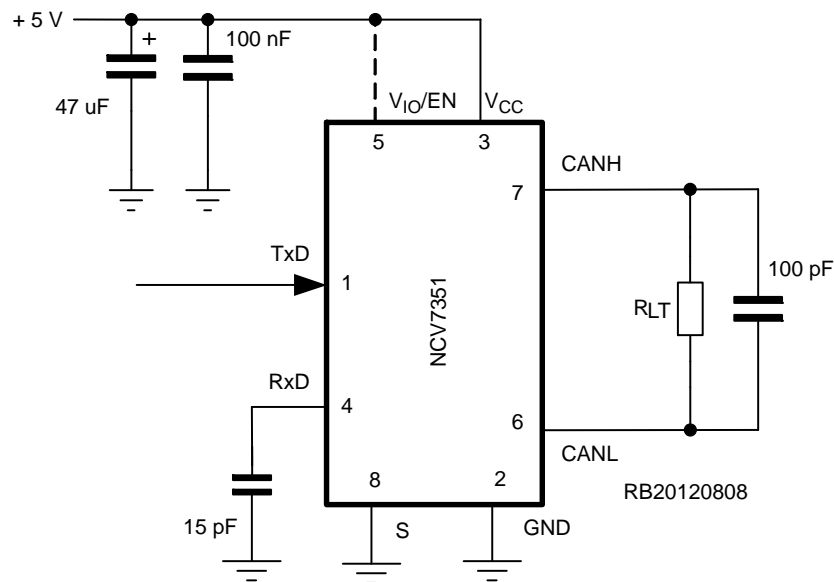 + 5 V
+
100 nF
47 uF
VIO/EN
VCC
5
3
CANH
7
TxD
1
NCV7351
RLT
100 pF
RxD
4
6
CANL
8
2
RB20120808
15 pF
S
GND